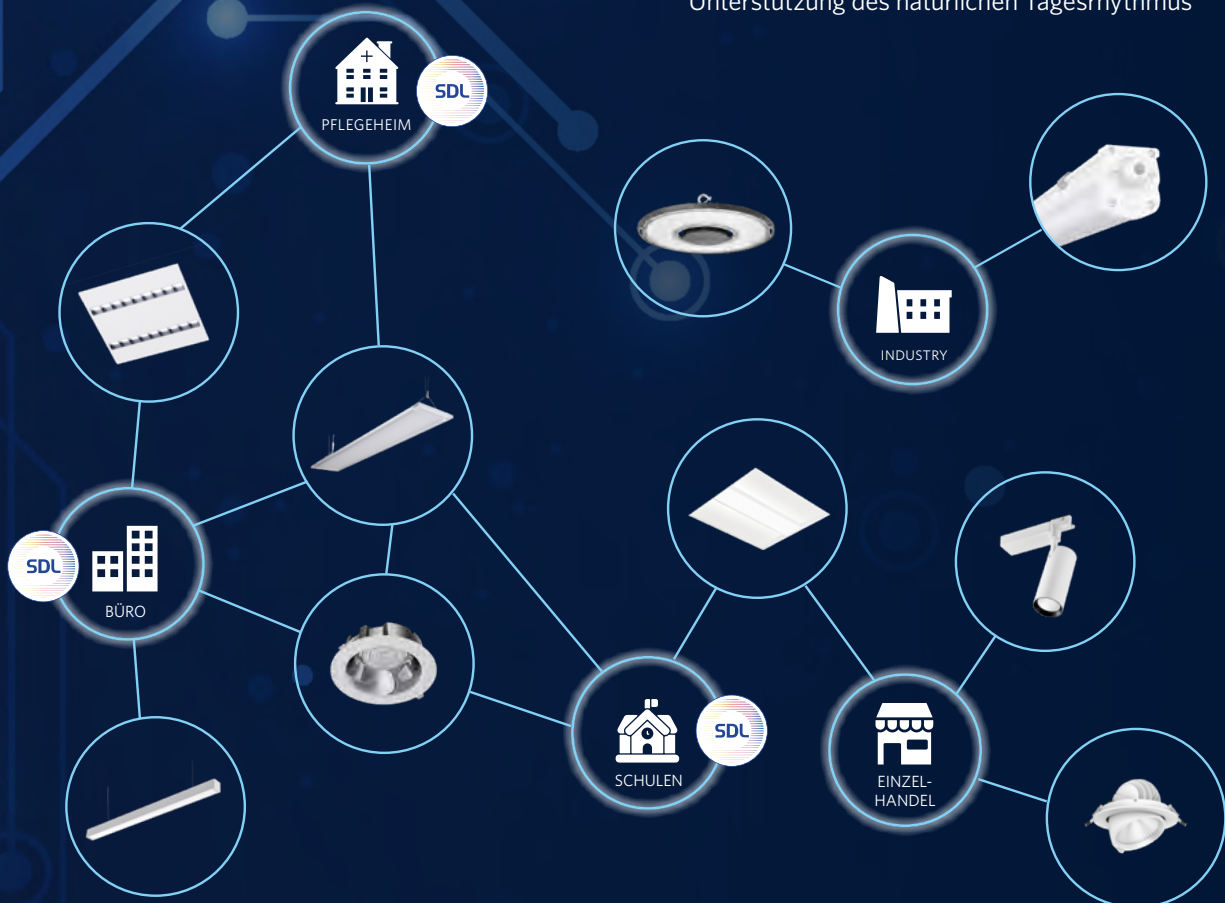 Unterstützung des natürlichen Tagesrhythmus
SDL
PFLEGEHEIM
INDUSTRY
SDL
BÜRO
SDL
SCHULEN
EINZEL-
HANDEL